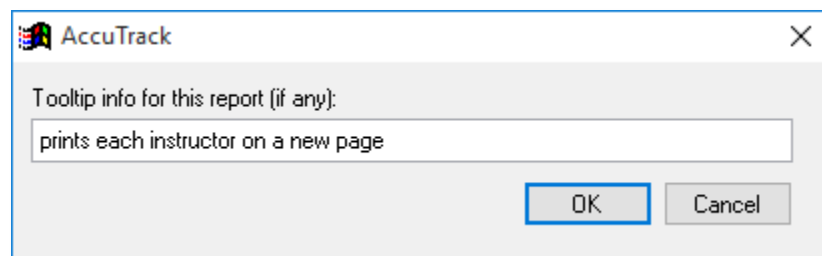 AccuTrack
Tooltip info for this report (if any):
prints each instructor on a new page
OK Cancel